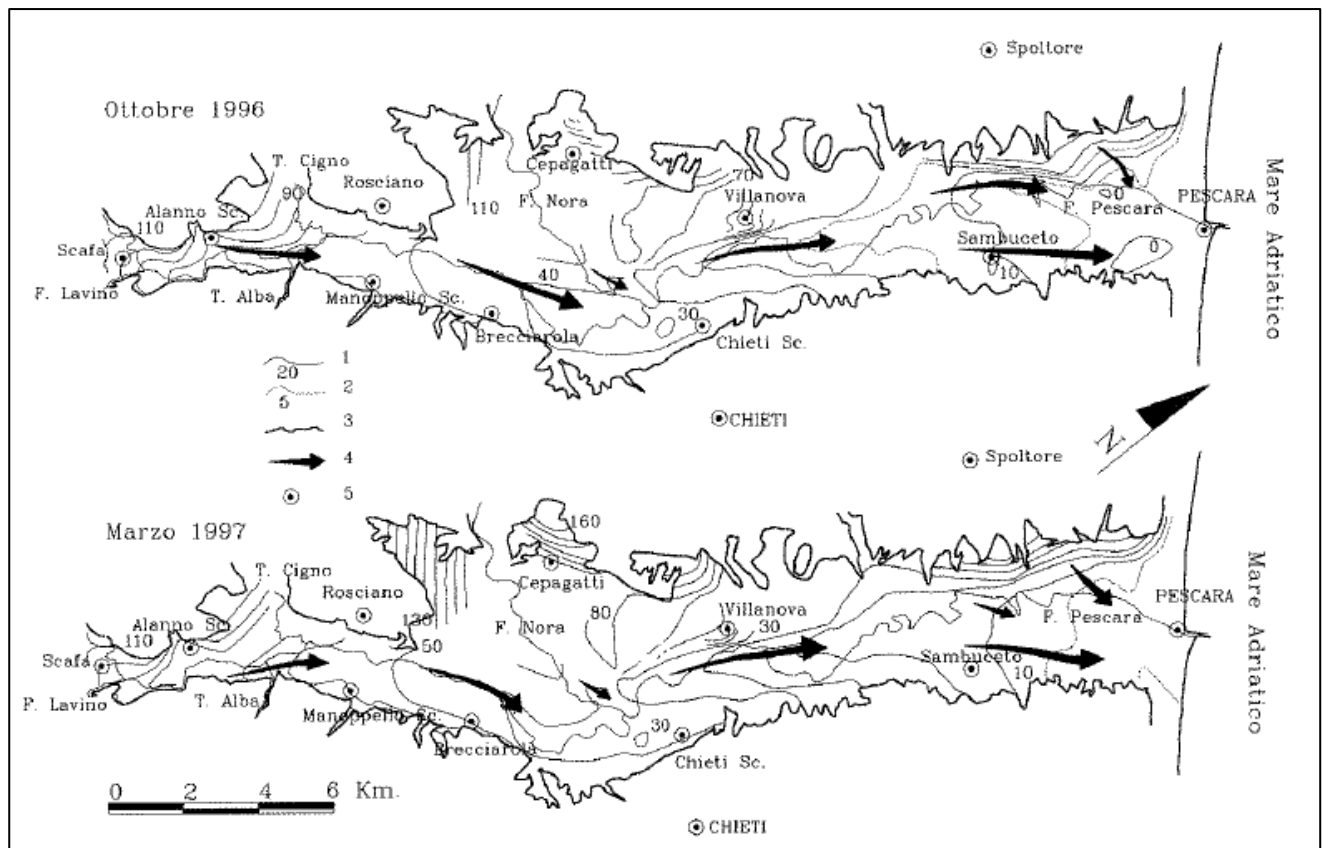 Spoltore
Ottobre 1996
T. Cigno
Rosciano
Cepagatti
110
F. Nora
70
Villanova
90
Alanno Sc.
110
Scafa
F. Lavino
T. Alba
Manoppello Sc.
40
Brecciarola
30
Chieti Sc.
F. Pescara
0
PESCARA
Sambuceto
10
0
Mare Adriatico
1
20
2
5
3
4
5
CHIETI
N
Spoltore
Marzo 1997
T. Cigno
Rosciano
160
Cepagatti
130
50
F. Nora
80
Villanova
30
Alanno Sc.
110
Scafa
F. Lavino
T. Alba
Manoppello Sc.
Brecciarola
30
Chieti Sc.
F. Pescara
PESCARA
Sambuceto
10
Mare Adriatico
0 2 4 6 Km.
CHIETI